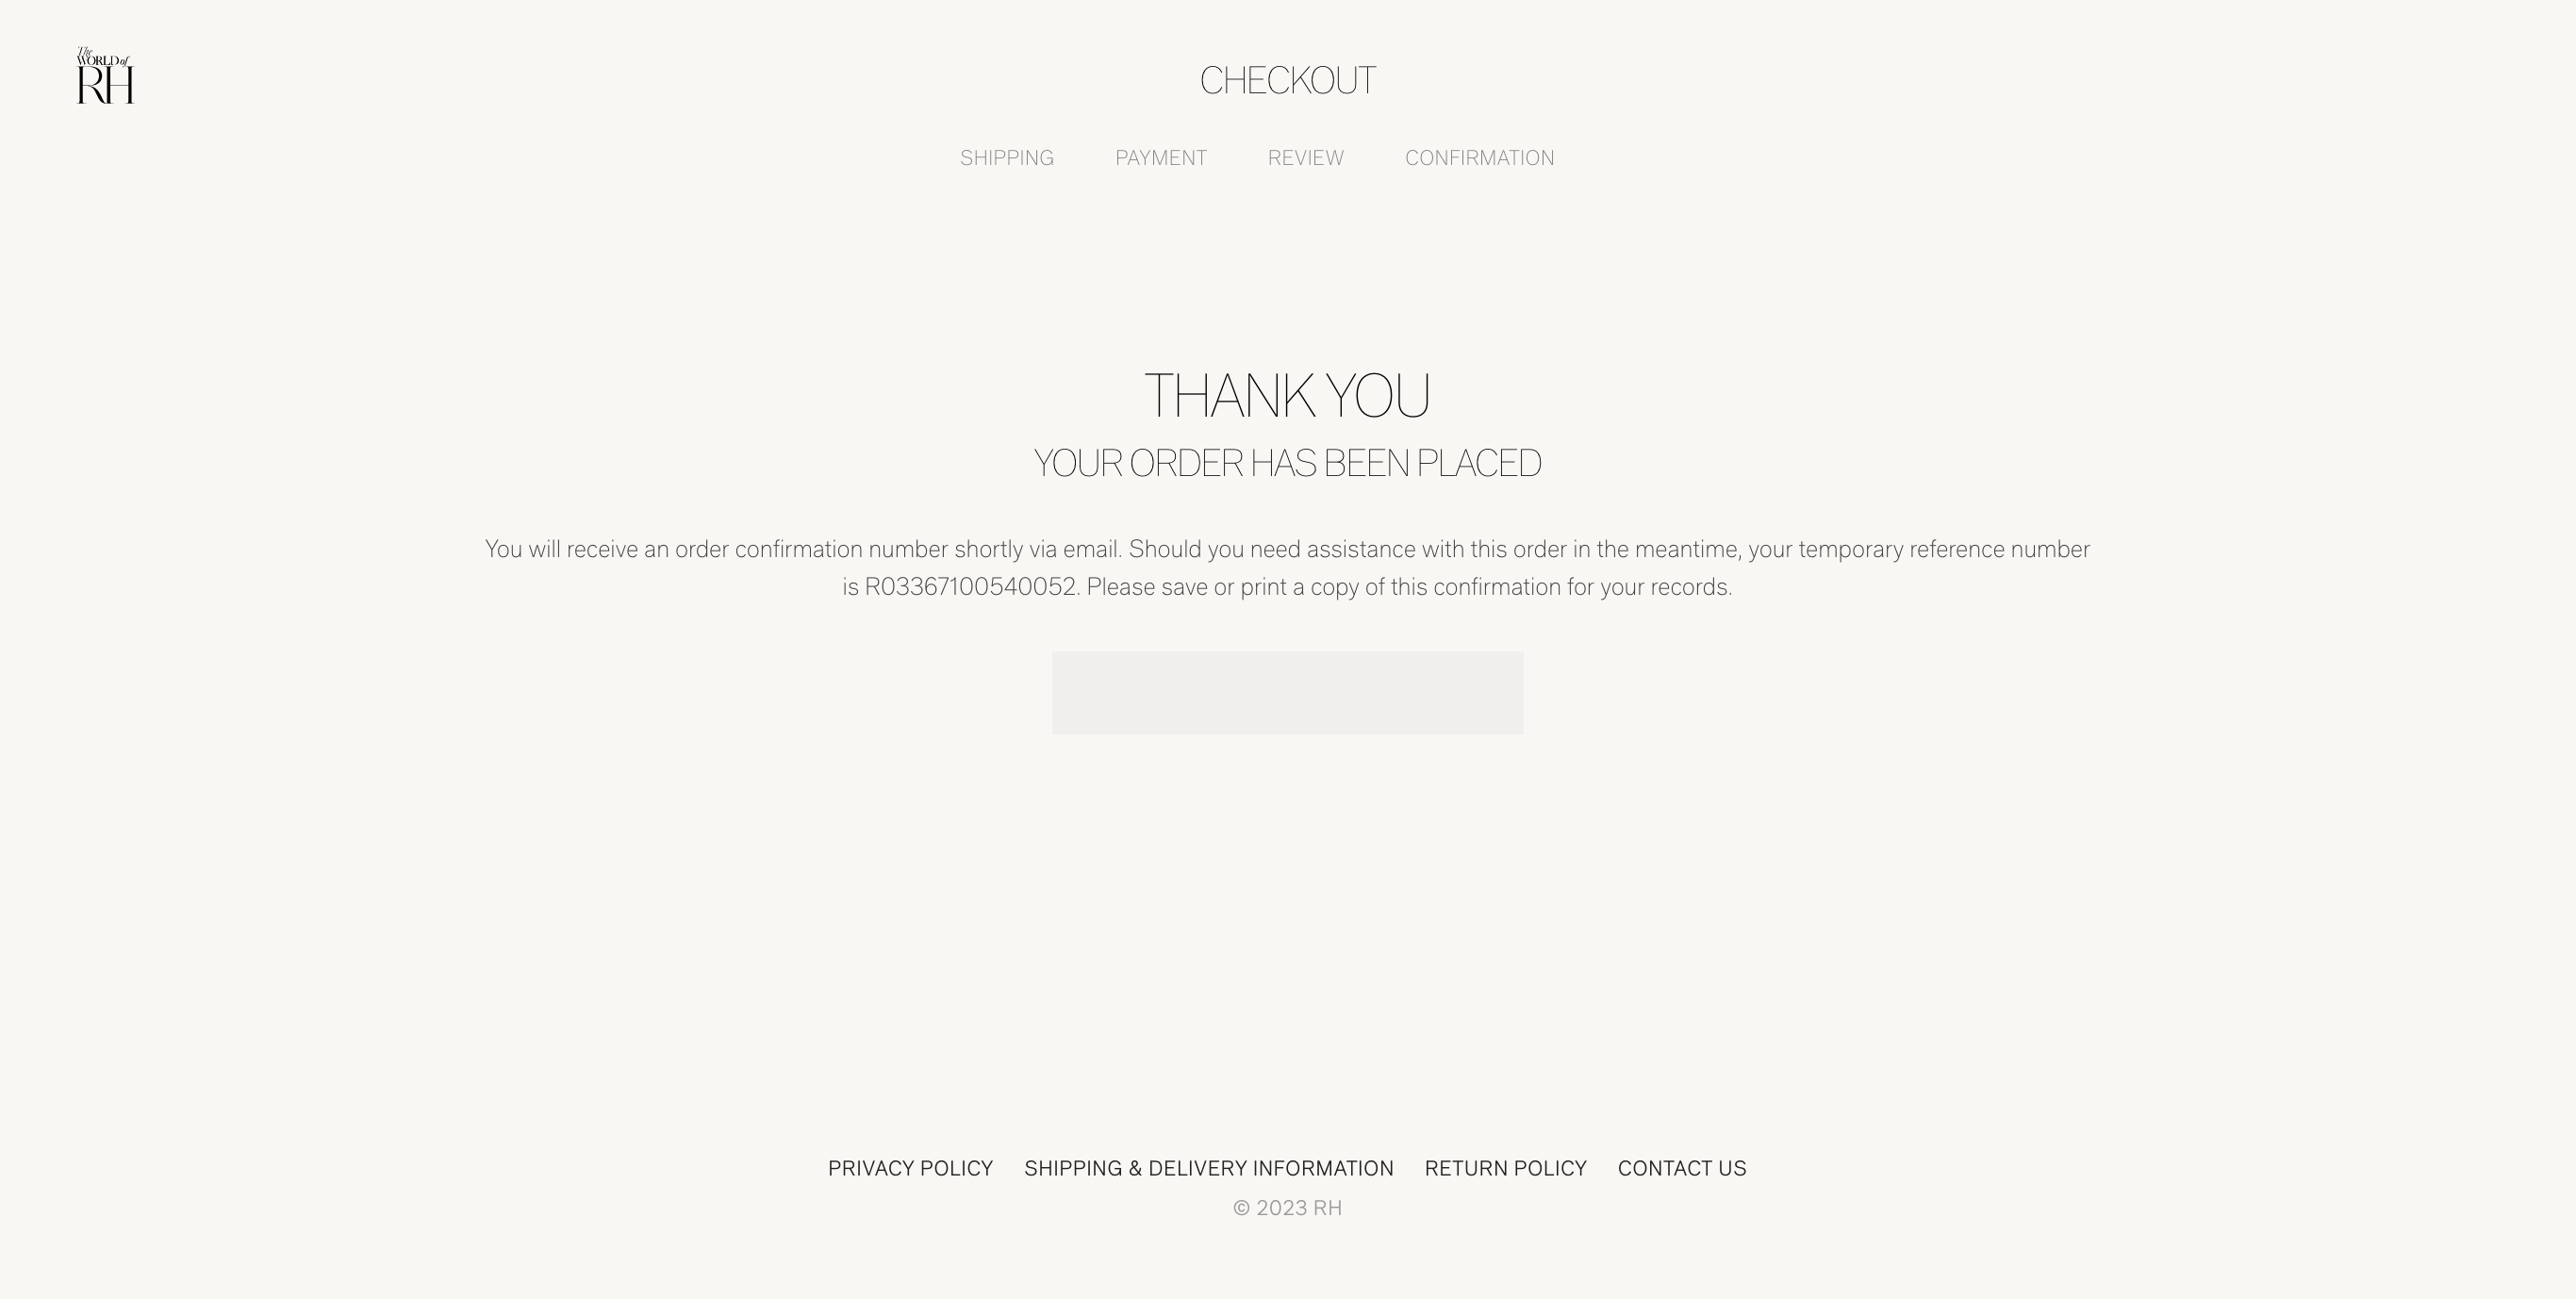 The
WORLD of
RH
CHECKOUT
SHIPPING PAYMENT REVIEW CONFIRMATION
THANK YOU
YOUR ORDER HAS BEEN PLACED
You will receive an order confirmation number shortly via email. Should you need assistance with this order in the meantime, your temporary reference number
is R03367100540052. Please save or print a copy of this confirmation for your records.
PRIVACY POLICY SHIPPING & DELIVERY INFORMATION RETURN POLICY CONTACT US
© 2023 RH